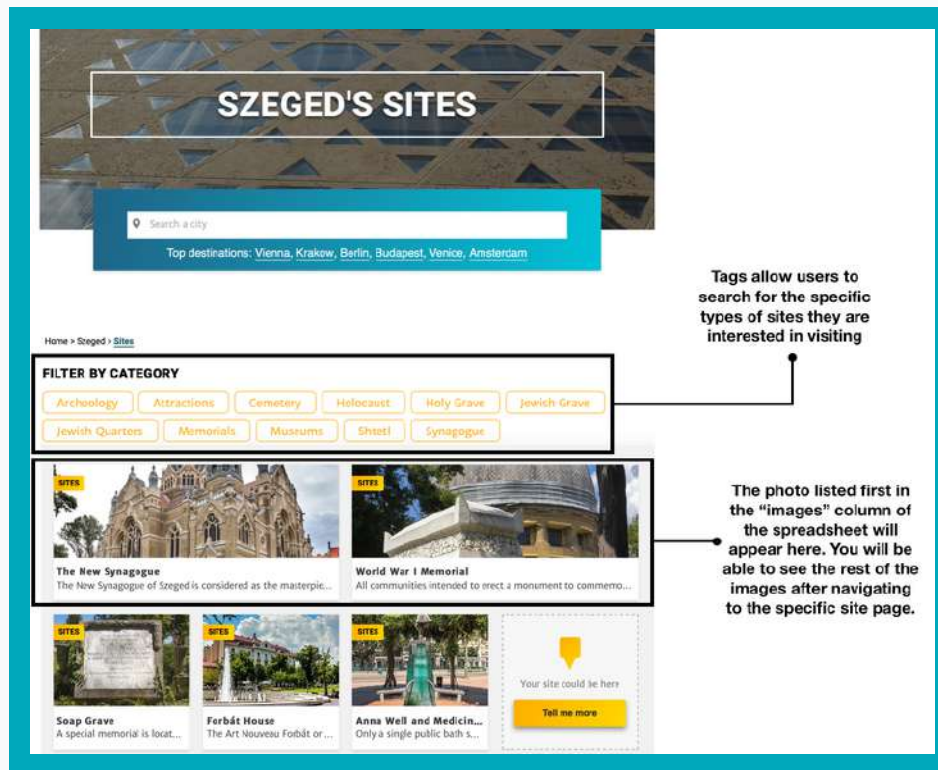 SZEGED'S SITES
Search a city
Top destinations: Vienna, Krakow, Berlin, Budapest, Venice, Amsterdam
Tags allow users to
search for the specific
types of sites they are
interested in visiting
Home > Szeged > Sites
FILTER BY CATEGORY
Archeology Attractions Cemetery Holocaust Holy Grave Jewish Grave
Jewish Quarters Memorials Museums Shtetl Synagogue
SITES SITES
The New Synagogue World War I Memorial
The New Synagogue of Szeged is considered as the masterpie... All communities intended to erect a monument to commemo...
The photo listed first in
the “images” column of
the spreadsheet will
appear here. You will be
able to see the rest of the
images after navigating
to the specific site page.
SITES SITES SITES
Soap Grave Forbát House Anna Well and Medicin...
A special memorial is locat... The Art Nouveau Forbát or... Only a single public bath s...
Your site could be here
Tell me more